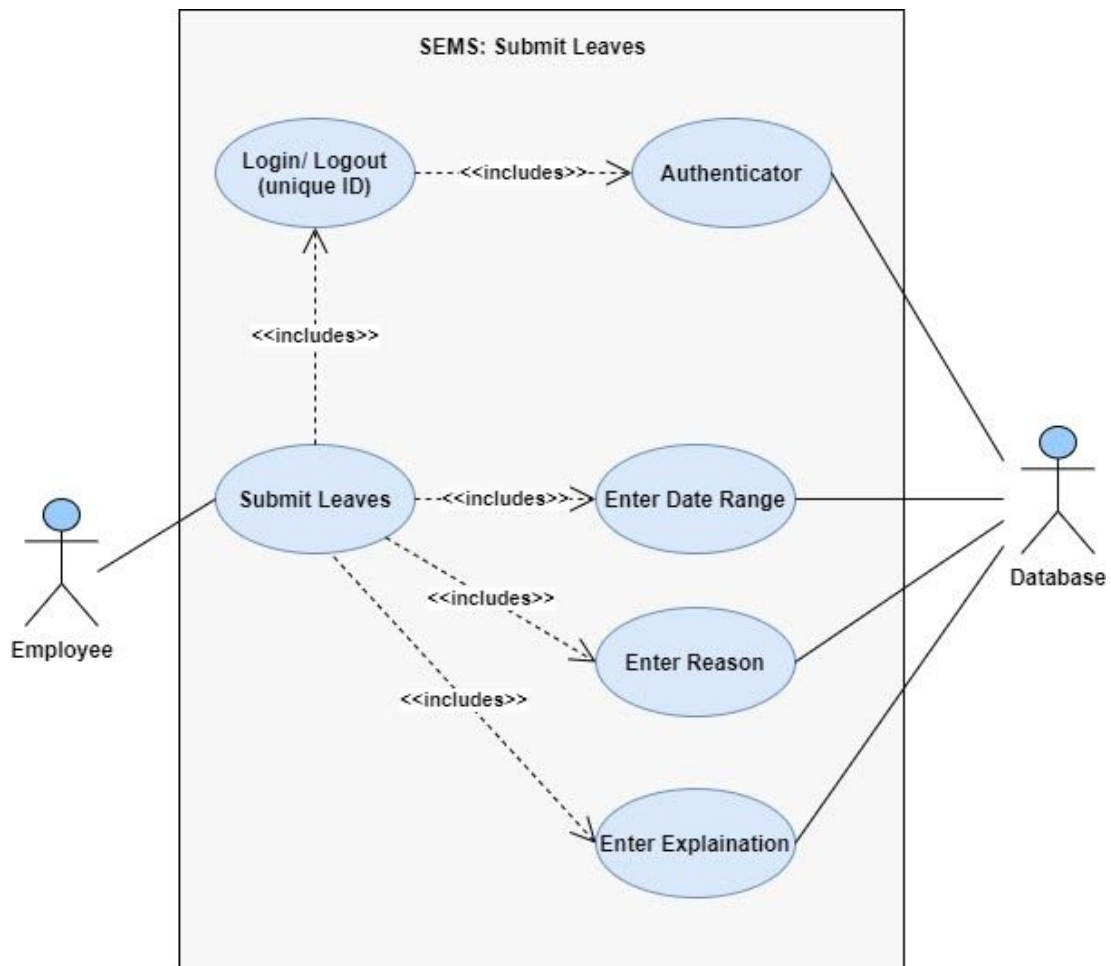 SEMS: Submit Leaves
Login/ Logout
(unique ID)
<<includes>>
Authenticator
<<includes>>
Submit Leaves
<<includes>>
Enter Date Range
Employee
Database
<<includes>>
Enter Reason
<<includes>>
Enter Explaination